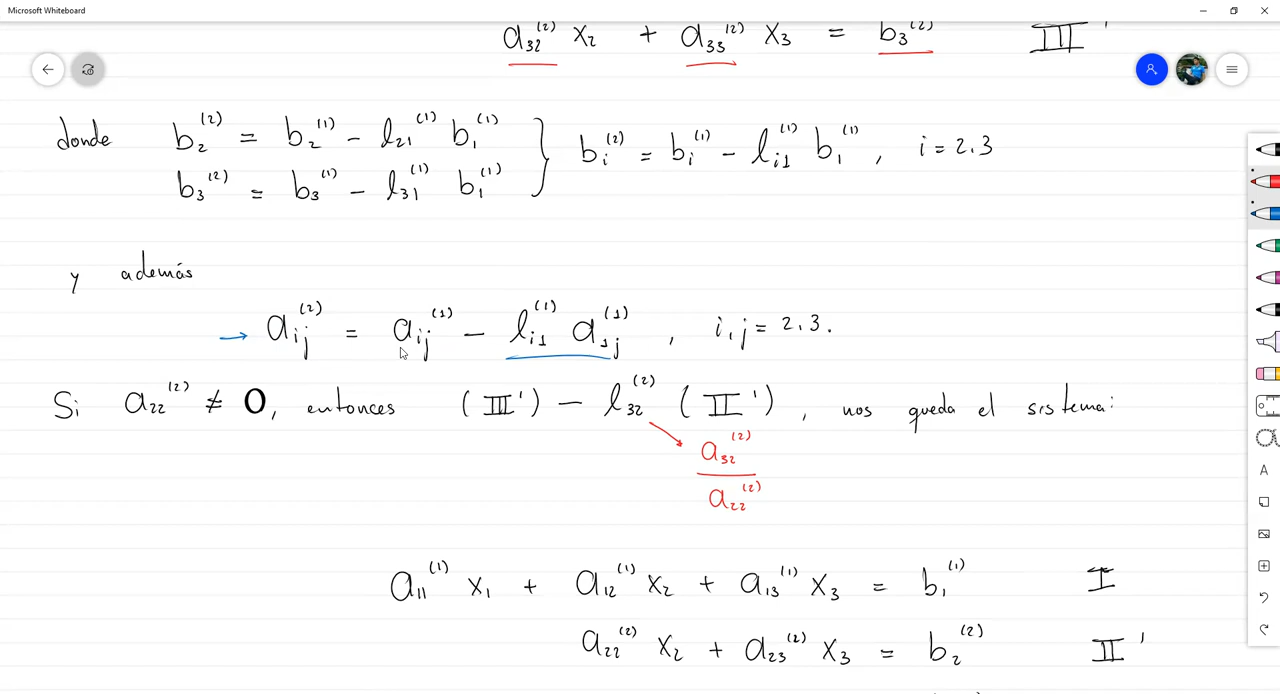 Microsoft Whiteboard
a₃₂⁽²⁾ x₂ + a₃₃⁽²⁾ x₃ = b₃⁽²⁾ III'
donde b₂⁽²⁾ = b₂⁽¹⁾ - l₂₁⁽¹⁾ b₁⁽¹⁾
b₃⁽²⁾ = b₃⁽¹⁾ - l₃₁⁽¹⁾ b₁⁽¹⁾
} bᵢ⁽²⁾ = bᵢ⁽¹⁾ - lᵢ₁⁽¹⁾ b₁⁽¹⁾, i = 2,3
y además
→ aᵢⱼ⁽²⁾ = aᵢⱼ⁽¹⁾ - lᵢ₁⁽¹⁾ a₁ⱼ⁽¹⁾, i,j = 2,3.
Si a₂₂⁽²⁾ ≠ 0, entonces (III') - l₃₂⁽²⁾ (II'), nos queda el sistema:
a₃₂⁽²⁾
a₂₂⁽²⁾
a₁₁⁽¹⁾ x₁ + a₁₂⁽¹⁾ x₂ + a₁₃⁽¹⁾ x₃ = b₁⁽¹⁾ I
a₂₂⁽²⁾ x₂ + a₂₃⁽²⁾ x₃ = b₂⁽²⁾ II'